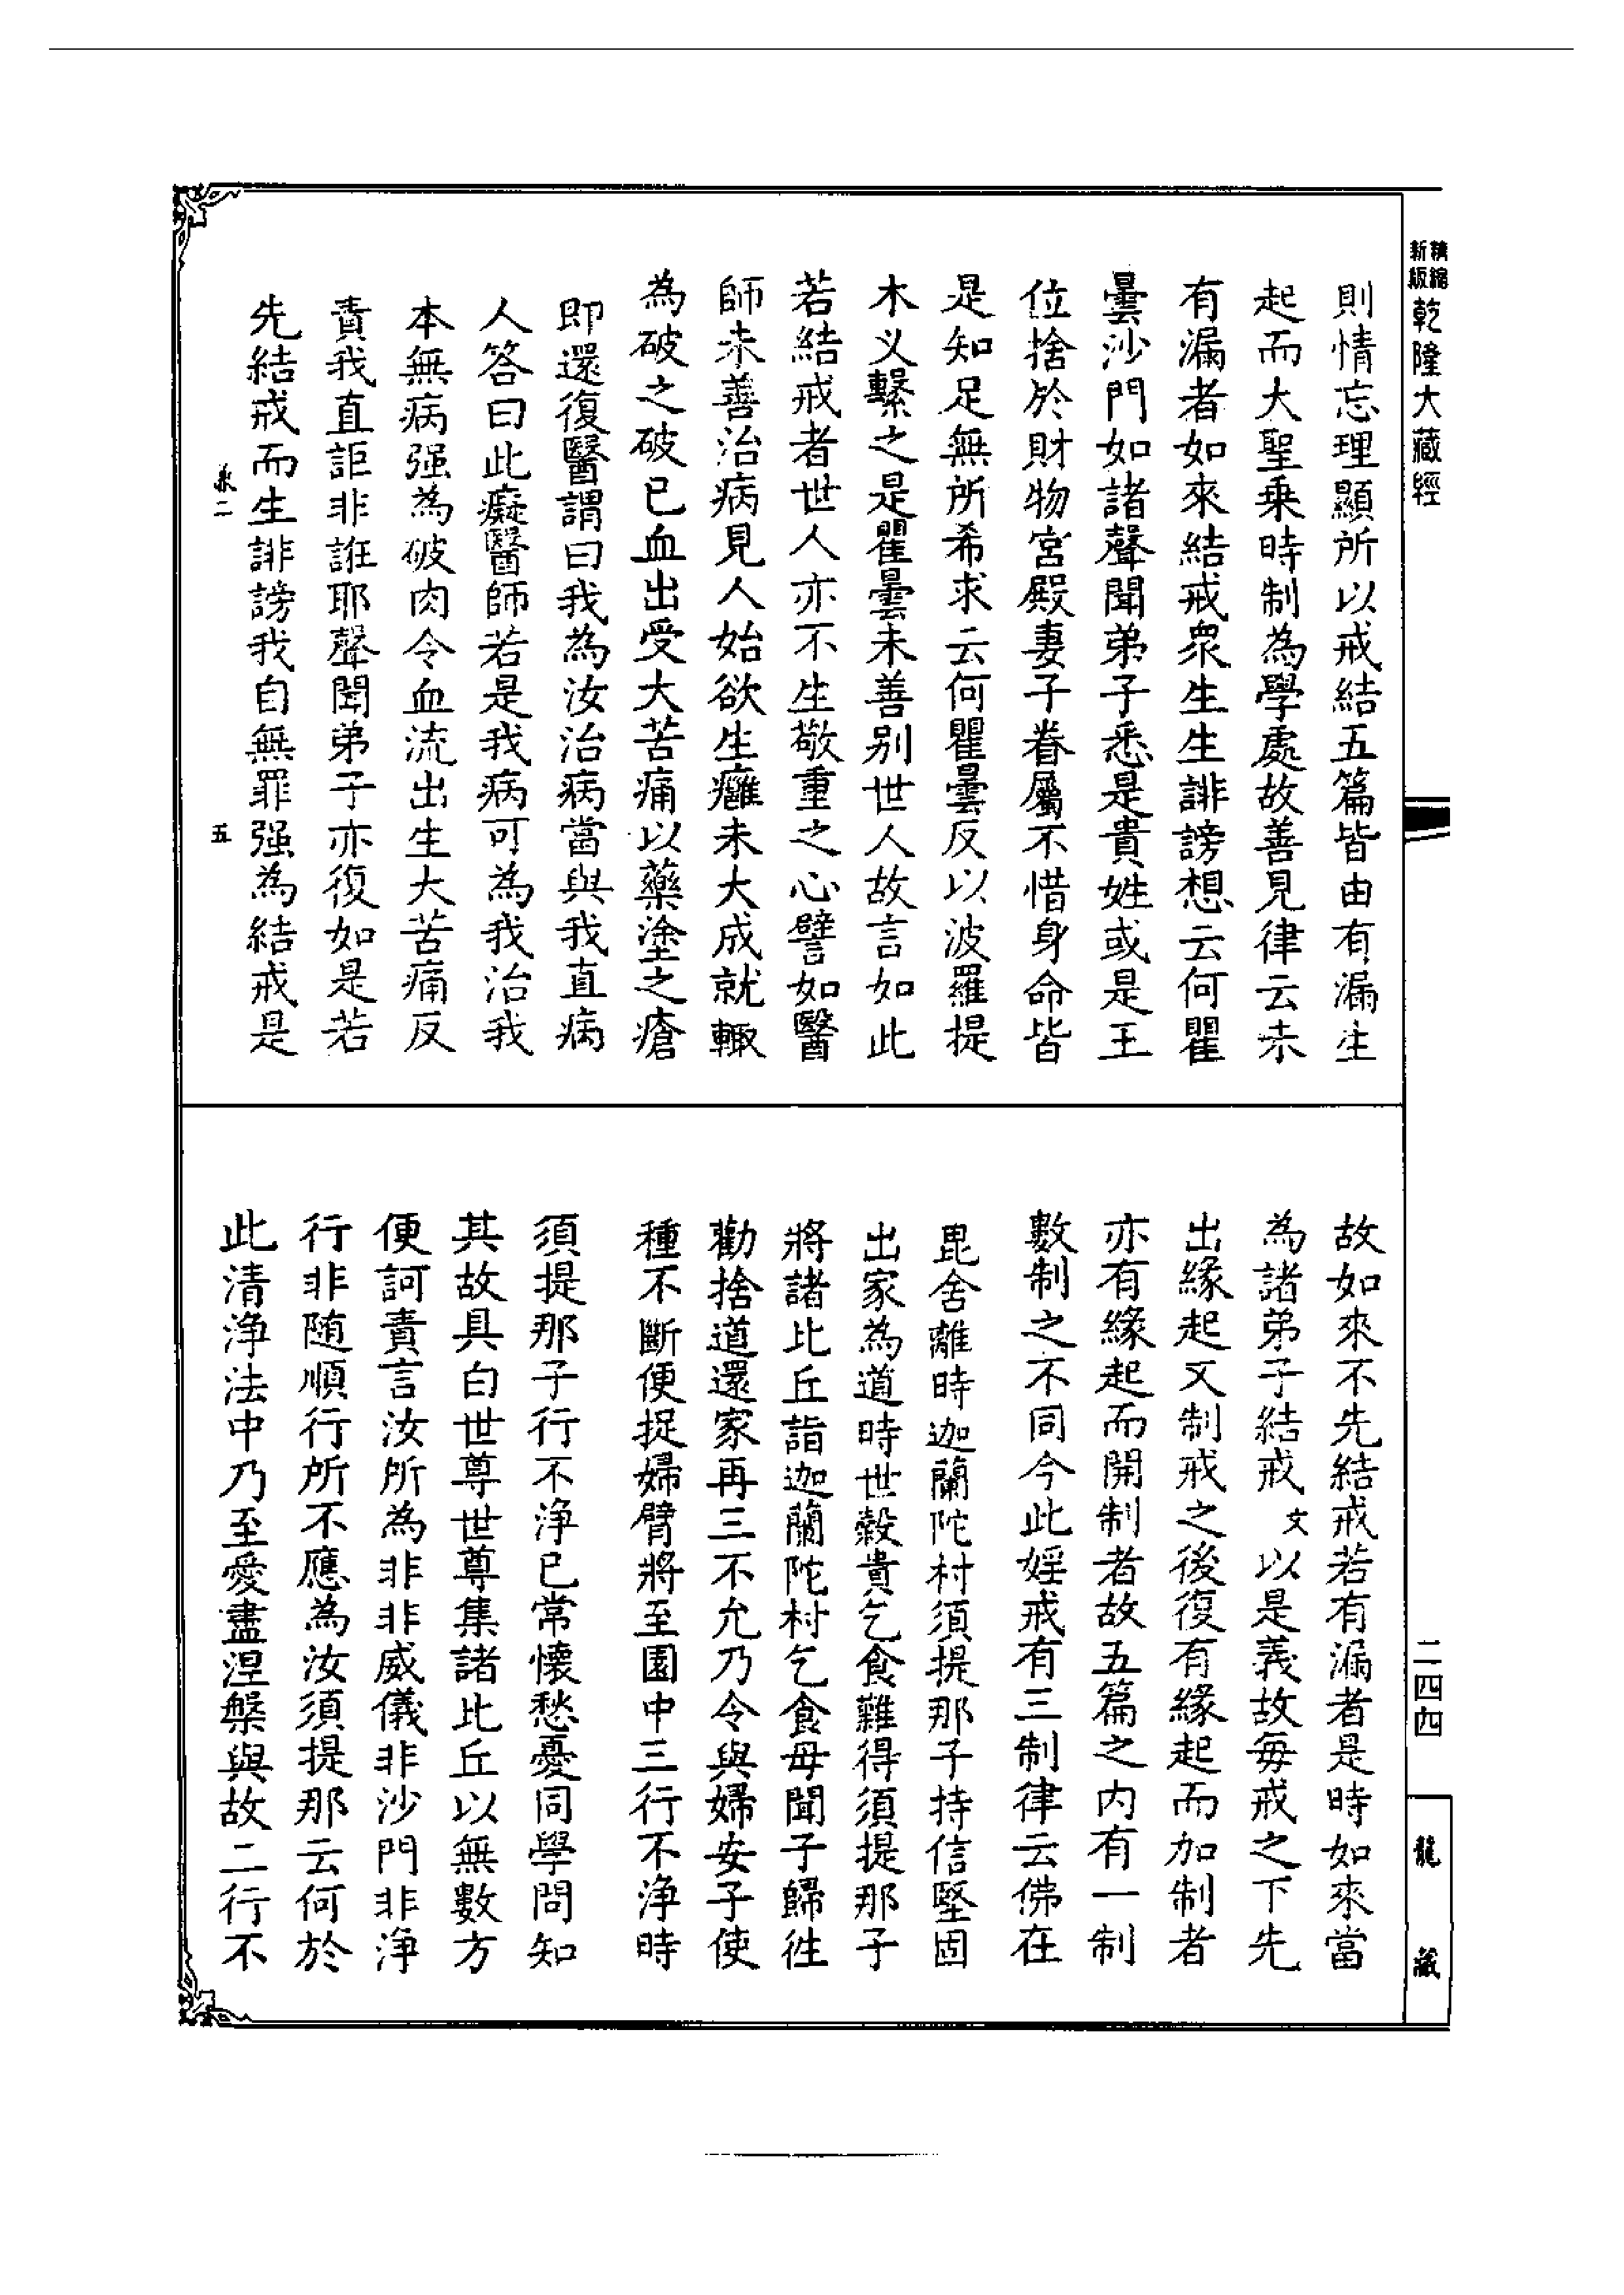 精縮新版乾隆大藏經
則情忘理顯所以戒結五篇皆由有漏生
起而大聖乘時制為學處故善見律云未
有漏者如來結戒眾生生誹謗想云何瞿
曇沙門如諸聲聞弟子悉是貴姓或是王
位捨於財物宮殿妻子眷屬不惜身命皆
是知足無所希求云何瞿曇反以波羅提
木叉繫之是瞿曇未善別世人故言如此
若結戒者世人亦不生敬重之心譬如醫
師未善治病見人始欲生癰未大成就輙
為破之破已血出受大苦痛以藥塗之瘡
即還復醫謂曰我為汝治病當與我直病
人答曰此癡醫師若是我病可為我治我
本無病强為破肉令血流出生大苦痛反
責我直詎非誑耶聲聞弟子亦復如是若
先結戒而生誹謗我自無罪强為結戒是
二 五
故如來不先結戒若有漏者是時如來當
為諸弟子結戒文以是義故每戒之下先
出緣起又制戒之後復有緣起而加制者
亦有緣起而開制者故五篇之內有一制
數制之不同今此婬戒有三制律云佛在
毘舍離時迦蘭陀村須提那子持信堅固
出家為道時世穀貴乞食難得須提那子
將諸比丘詣迦蘭陀村乞食母聞子歸往
勸捨道還家再三不允乃令與婦安子使
種不斷便捉婦臂將至園中三行不淨時
須提那子行不淨已常懷愁憂同學問知
其故具白世尊世尊集諸比丘以無數方
便訶責言汝所為非非威儀非沙門非淨
行非隨順行所不應為汝須提那云何於
此清淨法中乃至愛盡涅槃與故二行不
二四四
龍藏